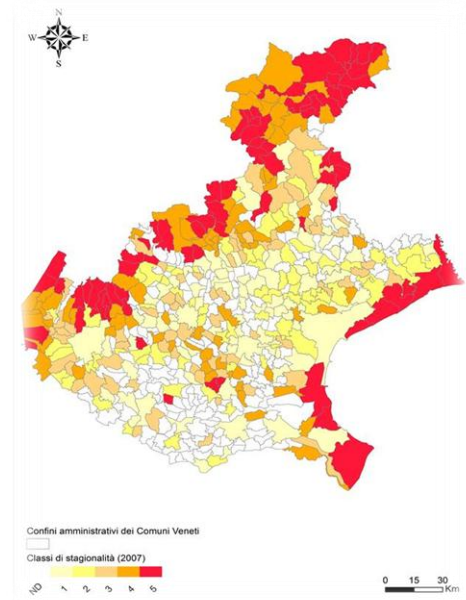 N
W E
S
Confini amministrativi dei Comuni Veneti
Classi di stagionalità (2007)
ND 1 2 3 4 5
0 15 30
Km